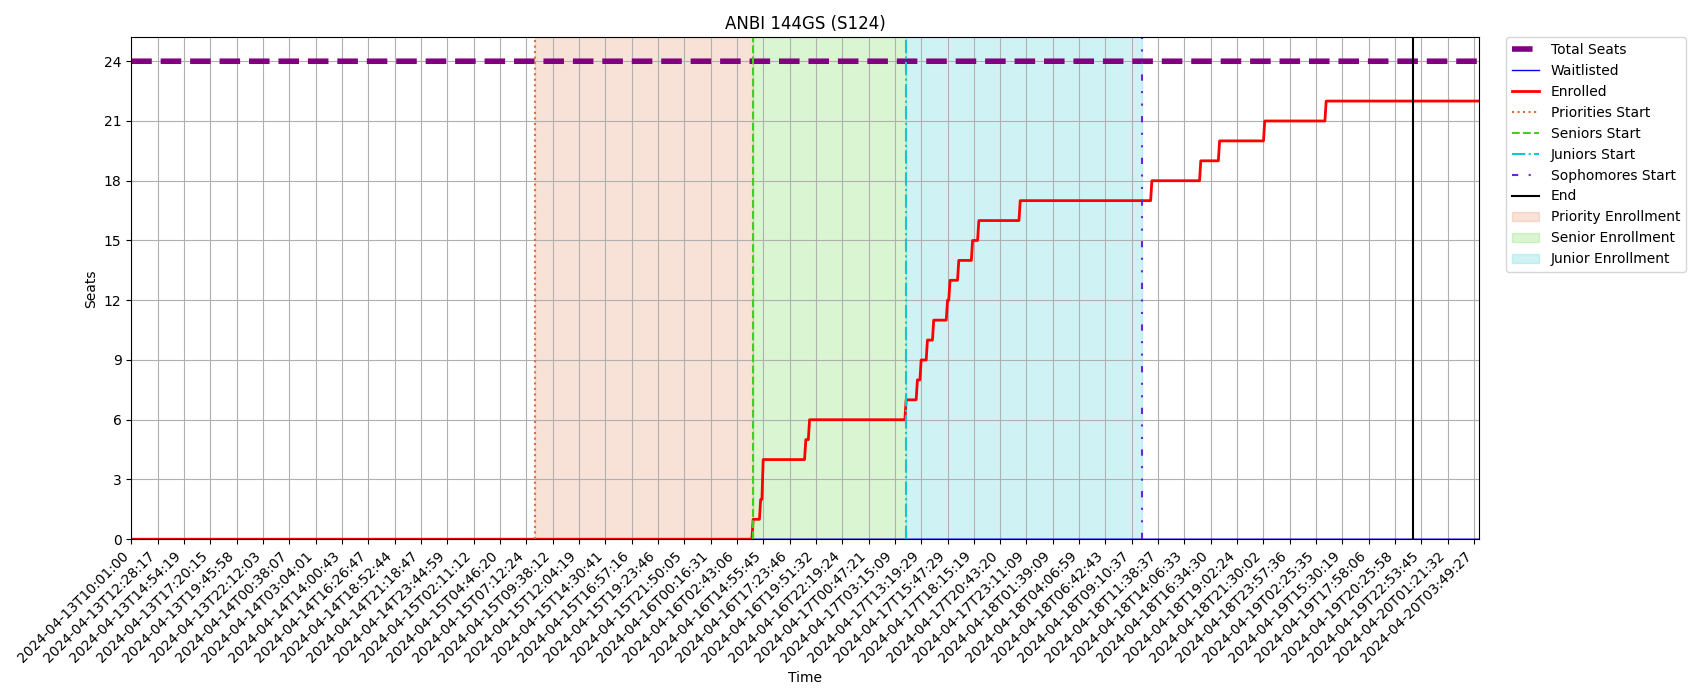 ANBI 144GS (S124)
Seats
24
21
18
15
12
9
6
3
0
2024-04-13T10:01:00
2024-04-13T12:28:17
2024-04-13T14:54:19
2024-04-13T17:20:15
2024-04-13T19:45:58
2024-04-13T22:12:03
2024-04-14T00:38:07
2024-04-14T03:04:01
2024-04-14T14:00:43
2024-04-14T16:26:47
2024-04-14T18:52:44
2024-04-14T21:18:47
2024-04-14T23:44:59
2024-04-15T02:11:12
2024-04-15T04:46:20
2024-04-15T07:12:24
2024-04-15T09:38:12
2024-04-15T12:04:19
2024-04-15T14:30:41
2024-04-15T16:57:16
2024-04-15T19:23:46
2024-04-15T21:50:05
2024-04-16T00:16:31
2024-04-16T02:43:06
2024-04-16T14:55:45
2024-04-16T17:23:46
2024-04-16T19:51:32
2024-04-16T22:19:24
2024-04-17T00:47:21
2024-04-17T03:15:09
2024-04-17T13:19:29
2024-04-17T15:47:29
2024-04-17T18:15:19
2024-04-17T20:43:20
2024-04-17T23:11:09
2024-04-18T01:39:09
2024-04-18T04:06:59
2024-04-18T06:42:43
2024-04-18T09:10:37
2024-04-18T11:38:37
2024-04-18T14:06:33
2024-04-18T16:34:30
2024-04-18T19:02:24
2024-04-18T21:30:02
2024-04-18T23:57:36
2024-04-19T02:25:35
2024-04-19T15:30:19
2024-04-19T17:58:06
2024-04-19T20:25:58
2024-04-19T22:53:45
2024-04-20T01:21:32
2024-04-20T03:49:27
Time
Total Seats
Waitlisted
Enrolled
Priorities Start
Seniors Start
Juniors Start
Sophomores Start
End
Priority Enrollment
Senior Enrollment
Junior Enrollment